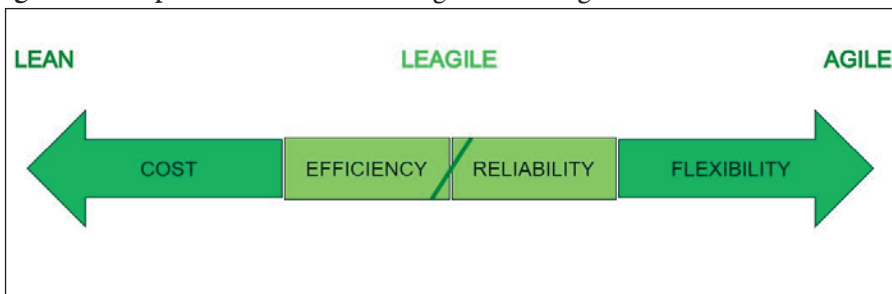 LEAN LEAGILE AGILE
COST EFFICIENCY RELIABILITY FLEXIBILITY